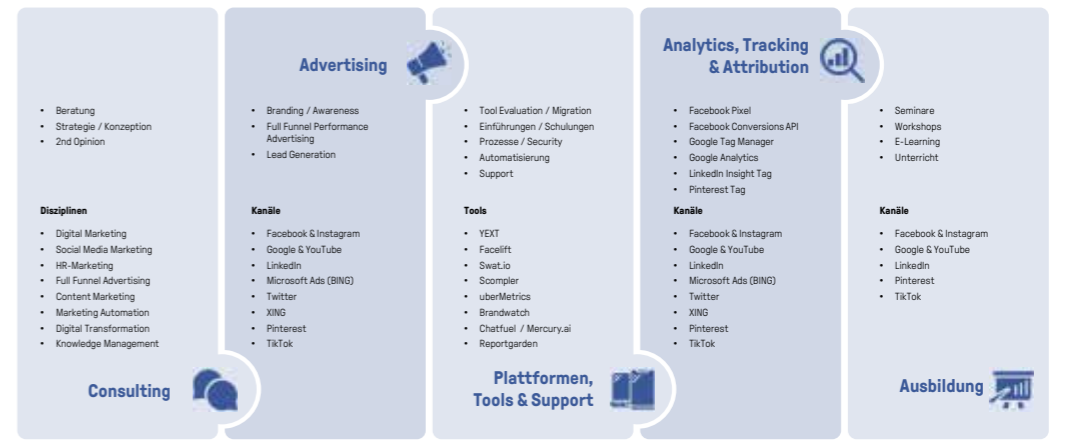 • Beratung
• Strategie / Konzeption
• 2nd Opinion
Disziplinen
• Digital Marketing
• Social Media Marketing
• HR-Marketing
• Full Funnel Advertising
• Content Marketing
• Marketing Automation
• Digital Transformation
• Knowledge Management
Consulting
Advertising
• Branding / Awareness
• Full Funnel Performance
Advertising
• Lead Generation
Kanäle
• Facebook & Instagram
• Google & YouTube
• LinkedIn
• Microsoft Ads (BING)
• Twitter
• XING
• Pinterest
• TikTok
• Tool Evaluation / Migration
• Einführungen / Schulungen
• Prozesse / Security
• Automatisierung
• Support
Tools
• YEXT
• Facelift
• Swat.io
• Scompler
• uberMetrics
• Brandwatch
• Chatfuel / Mercury.ai
• Reportgarden
Plattformen,
Tools & Support
Analytics, Tracking
& Attribution
• Facebook Pixel
• Facebook Conversions API
• Google Tag Manager
• Google Analytics
• LinkedIn Insight Tag
• Pinterest Tag
Kanäle
• Facebook & Instagram
• Google & YouTube
• LinkedIn
• Microsoft Ads (BING)
• Twitter
• XING
• Pinterest
• TikTok
• Seminare
• Workshops
• E-Learning
• Unterricht
Kanäle
• Facebook & Instagram
• Google & YouTube
• LinkedIn
• Pinterest
• TikTok
Ausbildung